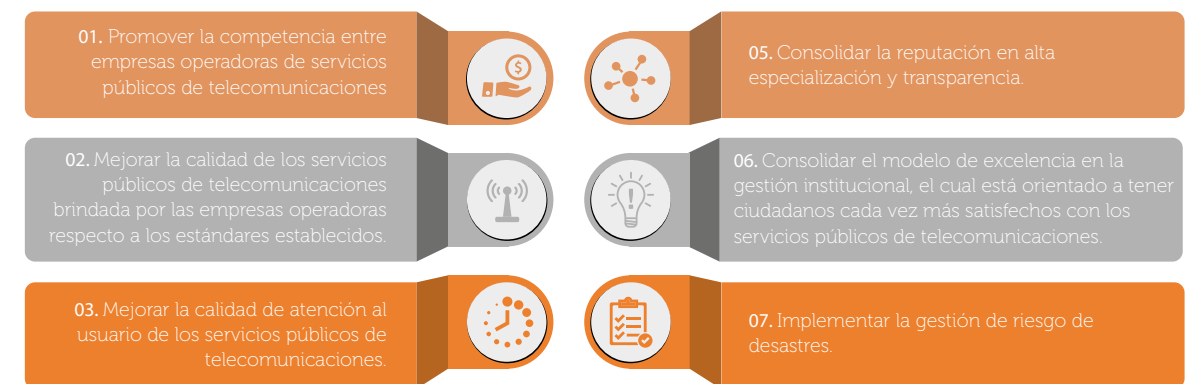 01. Promover la competencia entre
empresas operadoras de servicios
públicos de telecomunicaciones
02. Mejorar la calidad de los servicios
públicos de telecomunicaciones
brindada por las empresas operadoras
respecto a los estándares establecidos.
03. Mejorar la calidad de atención al
usuario de los servicios públicos de
telecomunicaciones.
05. Consolidar la reputación en alta
especialización y transparencia.
06. Consolidar el modelo de excelencia en la
gestión institucional, el cual está orientado a tener
ciudadanos cada vez más satisfechos con los
servicios públicos de telecomunicaciones.
07. Implementar la gestión de riesgo de
desastres.